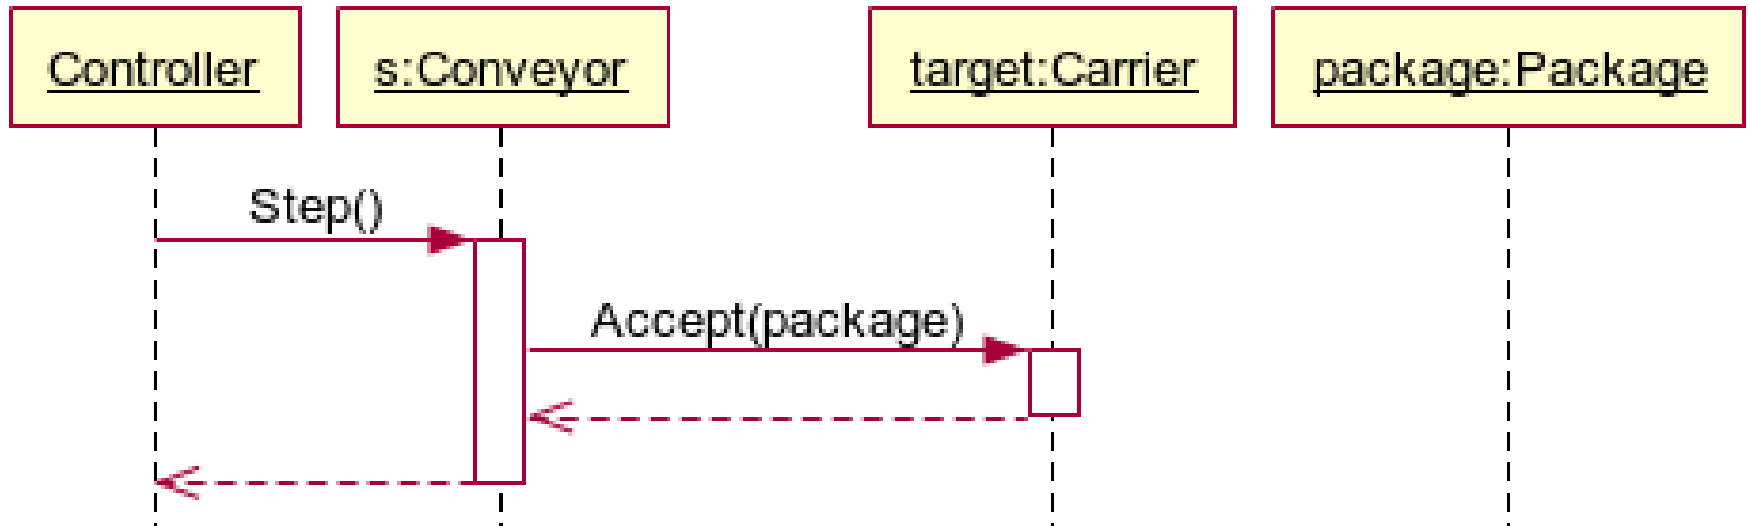 Controller
s:Conveyor
target:Carrier
package:Package
Step()
Accept(package)